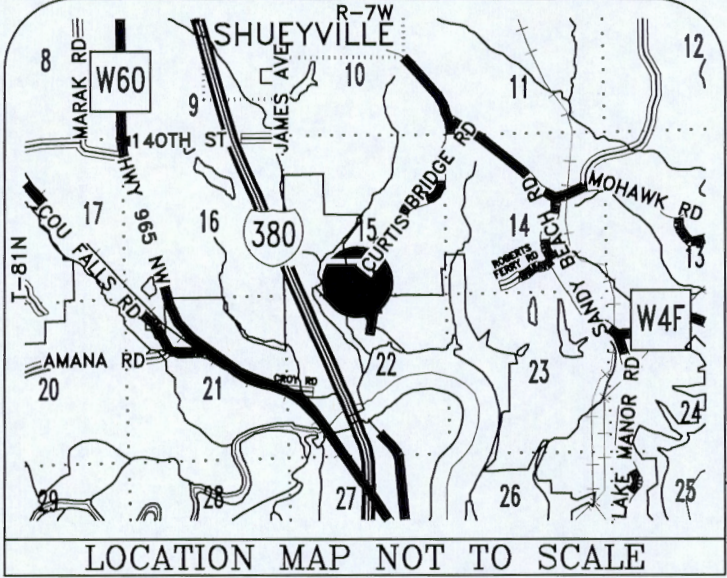 R-7W
SHUEYVILLE
8
MARAK RD
W60
9
JAMES AVE
10
11
12
140TH ST
HWY 965 NW
CURTIS BRIDGE RD
MOHAWK RD
17
16
380
15
14
13
T-81N
COU FALLS RD
ROBERTS
FERRY RD
SANDY BEACH RD
W4F
AMANA RD
20
21
CROY RD
22
23
24
LAKE MANOR RD
29
28
27
26
25
LOCATION MAP NOT TO SCALE